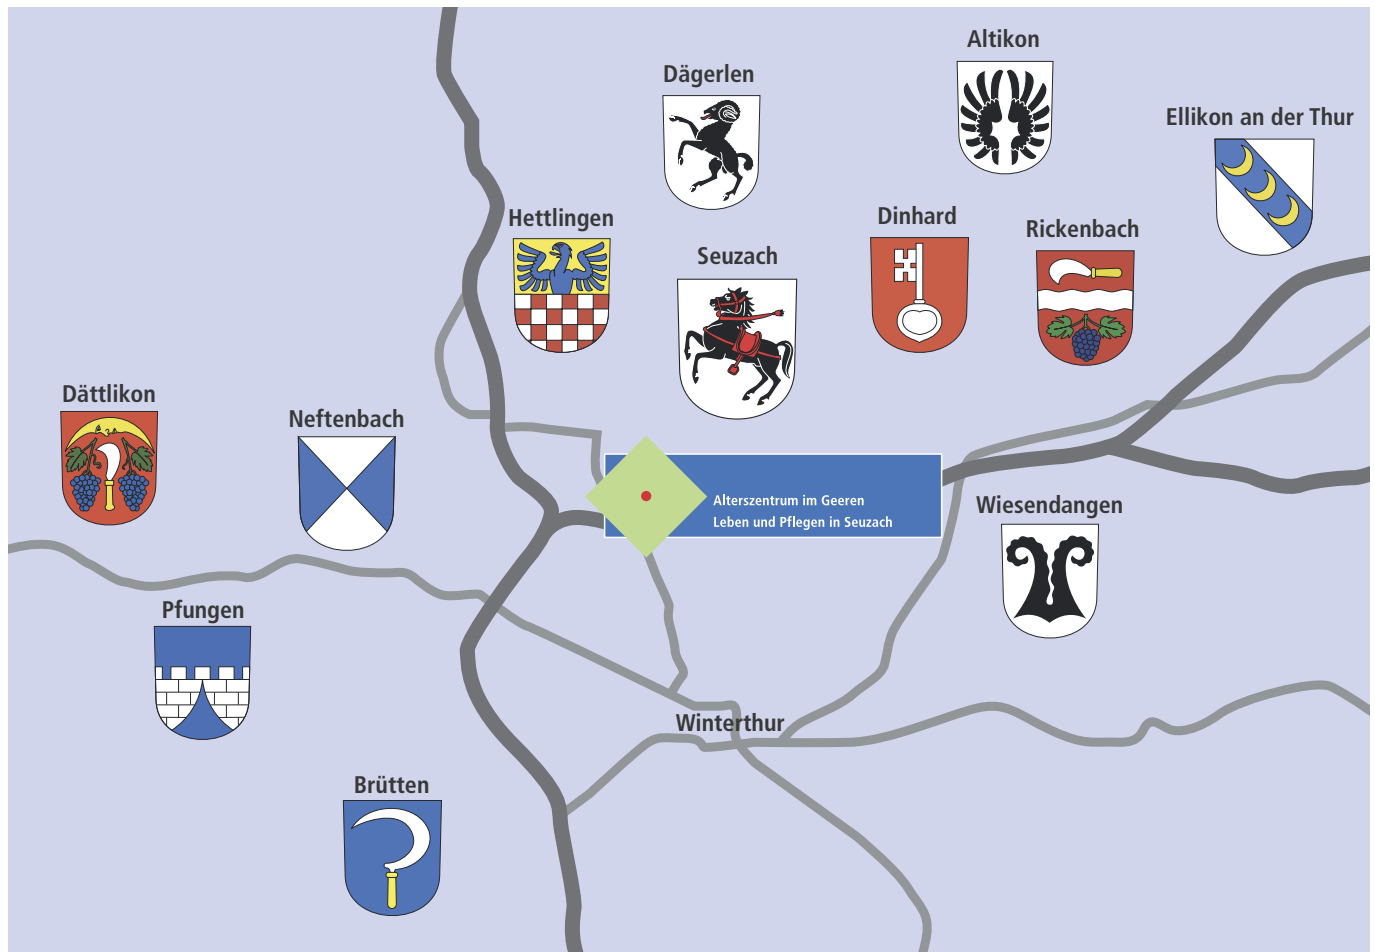 Altikon
Dägerlen
Ellikon an der Thur
Hettlingen
Dinhard
Rickenbach
Seuzach
Dättlikon
Neftenbach
Alterszentrum im Geeren
Leben und Pflegen in Seuzach
Wiesendangen
Pfungen
Winterthur
Brütten